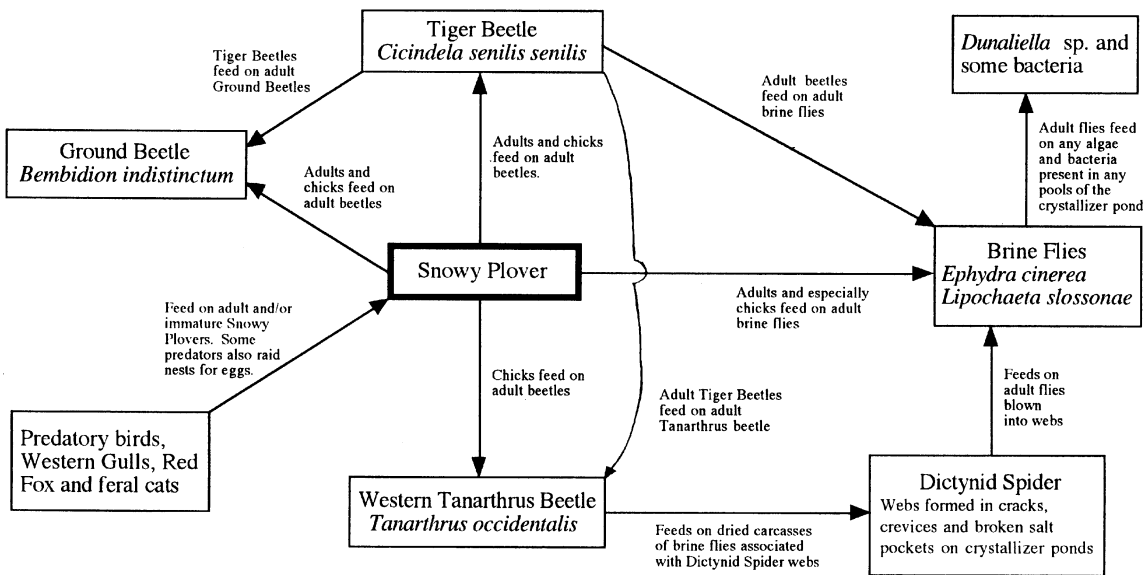 Tiger Beetle
Cicindela senilis senilis
Dunaliella sp. and
some bacteria
Tiger Beetles
feed on adult
Ground Beetles
Adult beetles
feed on adult
brine flies
Adults and chicks
feed on adult
beetles.
Adult flies feed
on any algae
and bacteria
present in any
pools of the
crystallizer pond
Ground Beetle
Bembidion indistinctum
Adults and
chicks feed on
adult beetles
Snowy Plover
Brine Flies
Ephydra cinerea
Lipochaeta slossonae
Adults and especially
chicks feed on adult
brine flies
Feed on adult and/or
immature Snowy
Plovers. Some
predators also raid
nests for eggs.
Chicks feed on
adult beetles
Adult Tiger Beetles
feed on adult
Tanarthrus beetle
Feeds on
adult flies
blown
into webs
Predatory birds,
Western Gulls, Red
Fox and feral cats
Western Tanarthrus Beetle
Tanarthrus occidentalis
Feeds on dried carcasses
of brine flies associated
with Dictynid Spider webs
Dictynid Spider
Webs formed in cracks,
crevices and broken salt
pockets on crystallizer ponds